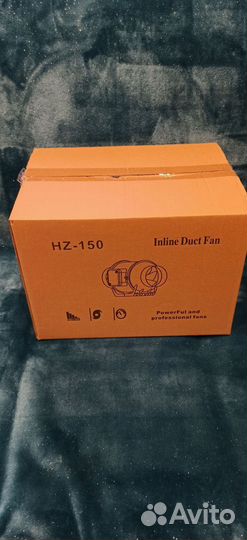 HZ-150
Inline Duct Fan
Powerful and
professional fans
Avito